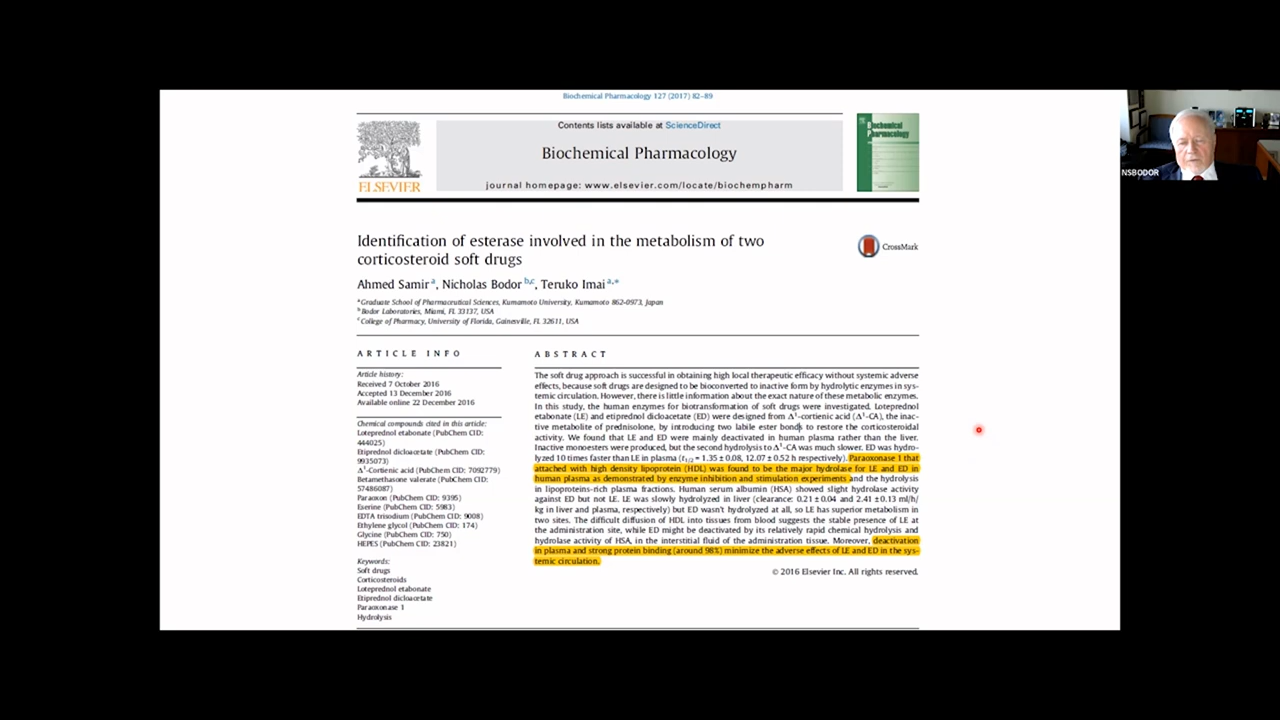 Biochemical Pharmacology 127 (2017) 82–89
Contents lists available at ScienceDirect
Biochemical Pharmacology
journal homepage: www.elsevier.com/locate/biochempharm
ELSEVIER
Biochemical
Pharmacology
Identification of esterase involved in the metabolism of two
corticosteroid soft drugs
CrossMark
Ahmed Samir a, Nicholas Bodor b,c, Teruko Imai a,*
a Graduate School of Pharmaceutical Sciences, Kumamoto University, Kumamoto 862-0973, Japan
b Bodor Laboratories, Miami, FL 33137, USA
c College of Pharmacy, University of Florida, Gainesville, FL 32611, USA
ARTICLE INFO
Article history:
Received 7 October 2016
Accepted 13 December 2016
Available online 22 December 2016
Chemical compounds cited in this article:
Loteprednol etabonate (PubChem CID:
444025)
Etiprednol dicloacetate (PubChem CID:
9935073)
Δ1-Cortienic acid (PubChem CID: 7092779)
Betamethasone valerate (PubChem CID:
57486087)
Paraoxon (PubChem CID: 9395)
Eserine (PubChem CID: 5983)
EDTA trisodium (PubChem CID: 9008)
Ethylene glycol (PubChem CID: 174)
Glycine (PubChem CID: 750)
HEPES (PubChem CID: 23821)
Keywords:
Soft drugs
Corticosteroids
Loteprednol etabonate
Etiprednol dicloacetate
Paraoxonase 1
Hydrolysis
ABSTRACT
The soft drug approach is successful in obtaining high local therapeutic efficacy without systemic adverse
effects, because soft drugs are designed to be bioconverted to inactive form by hydrolytic enzymes in sys-
temic circulation. However, there is little information about the exact nature of these metabolic enzymes.
In this study, the human enzymes for biotransformation of soft drugs were investigated. Loteprednol
etabonate (LE) and etiprednol dicloacetate (ED) were designed from Δ1-cortienic acid (Δ1-CA), the inac-
tive metabolite of prednisolone, by introducing two labile ester bonds to restore the corticosteroidal
activity. We found that LE and ED were mainly deactivated in human plasma rather than the liver.
Inactive monoesters were produced, but the second hydrolysis to Δ1-CA was much slower. ED was hydro-
lyzed 10 times faster than LE in plasma (t1/2 = 1.35 ± 0.08, 12.07 ± 0.52 h respectively). Paraoxonase 1 that
attached with high density lipoprotein (HDL) was found to be the major hydrolase for LE and ED in
human plasma as demonstrated by enzyme inhibition and stimulation experiments and the hydrolysis
in lipoproteins-rich plasma fractions. Human serum albumin (HSA) showed slight hydrolase activity
against ED but not LE. LE was slowly hydrolyzed in liver (clearance: 0.21 ± 0.04 and 2.41 ± 0.13 ml/h/
kg in liver and plasma, respectively) but ED wasn't hydrolyzed at all, so LE has superior metabolism in
two sites. The difficult diffusion of HDL into tissues from blood suggests the stable presence of LE at
the administration site, while ED might be deactivated by its relatively rapid chemical hydrolysis and
hydrolase activity of HSA, in the interstitial fluid of the administration tissue. Moreover, deactivation
in plasma and strong protein binding (around 98%) minimize the adverse effects of LE and ED in the sys-
temic circulation.
© 2016 Elsevier Inc. All rights reserved.
NSBODOR